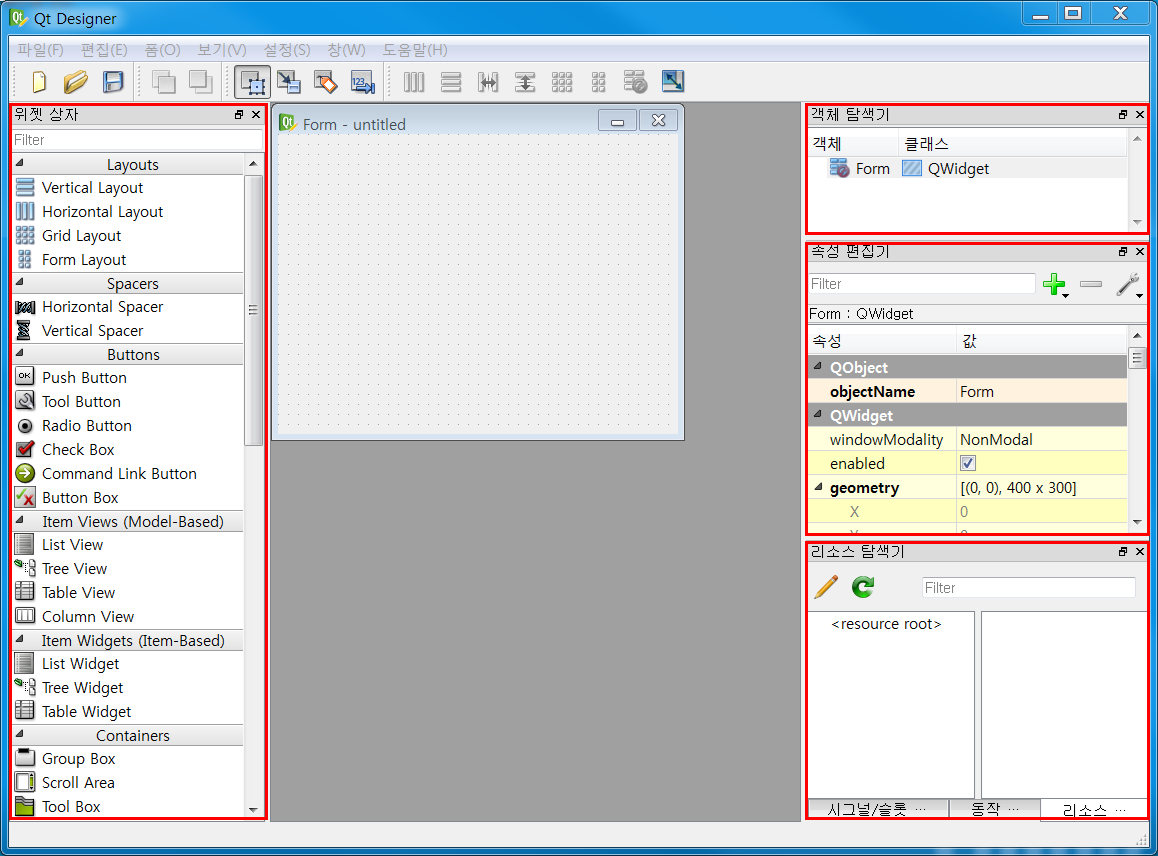 Qt Designer
파일(F) 편집(E) 폼(O) 보기(V) 설정(S) 창(W) 도움말(H)
123
위젯 상자
Filter
Layouts
Vertical Layout
Horizontal Layout
Grid Layout
Form Layout
Spacers
Horizontal Spacer
Vertical Spacer
Buttons
OK Push Button
Tool Button
Radio Button
Check Box
Command Link Button
Button Box
Item Views (Model-Based)
List View
Tree View
Table View
Column View
Item Widgets (Item-Based)
List Widget
Tree Widget
Table Widget
Containers
Group Box
Scroll Area
Tool Box
Qt Form - untitled
객체 탐색기
객체 클래스
Form QWidget
속성 편집기
Filter
Form : QWidget
속성 값
QObject
objectName Form
QWidget
windowModality NonModal
enabled
geometry [(0, 0), 400 x 300]
X 0
리소스 탐색기
Filter
<resource root>
시그널/슬롯 ... 동작 ... 리소스 ...